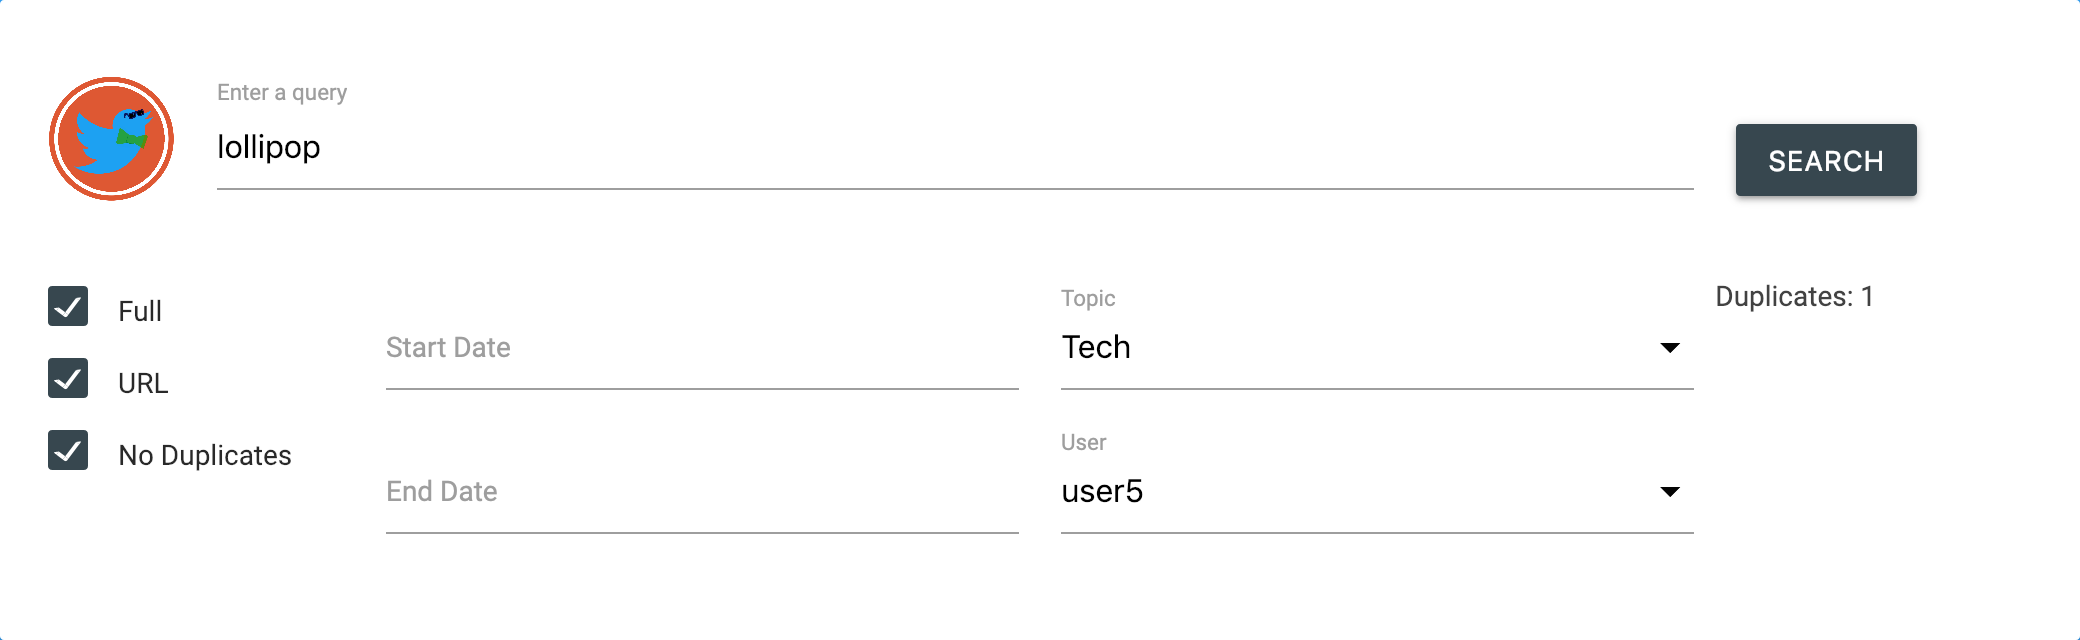 Enter a query
lollipop
SEARCH
Full
URL
No Duplicates
Start Date
End Date
Topic
Tech
User
user5
Duplicates: 1